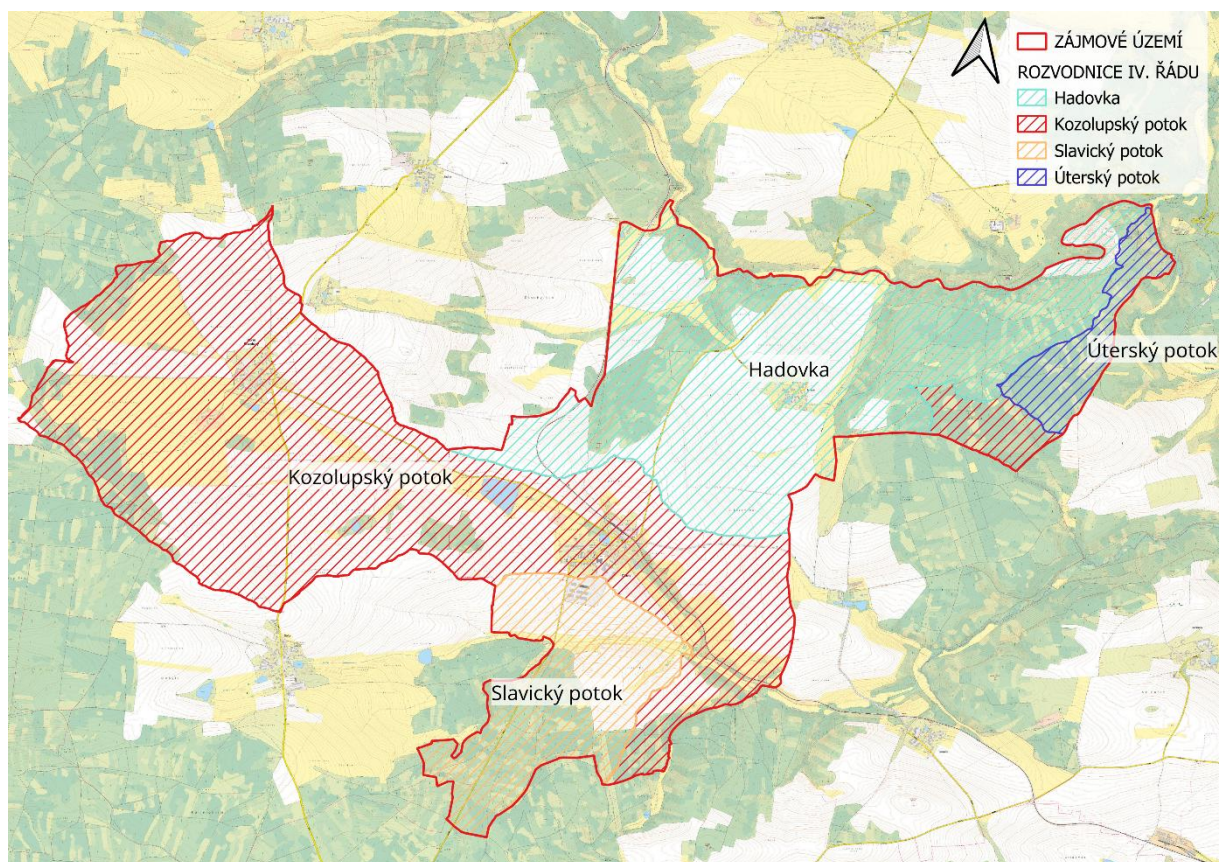 ZÁJMOVÉ ÚZEMÍ
ROZVODNICE IV. ŘÁDU
Hadovka
Kozolupský potok
Slavický potok
Úterský potok
Úterský potok
Hadovka
Kozolupský potok
Slavický potok